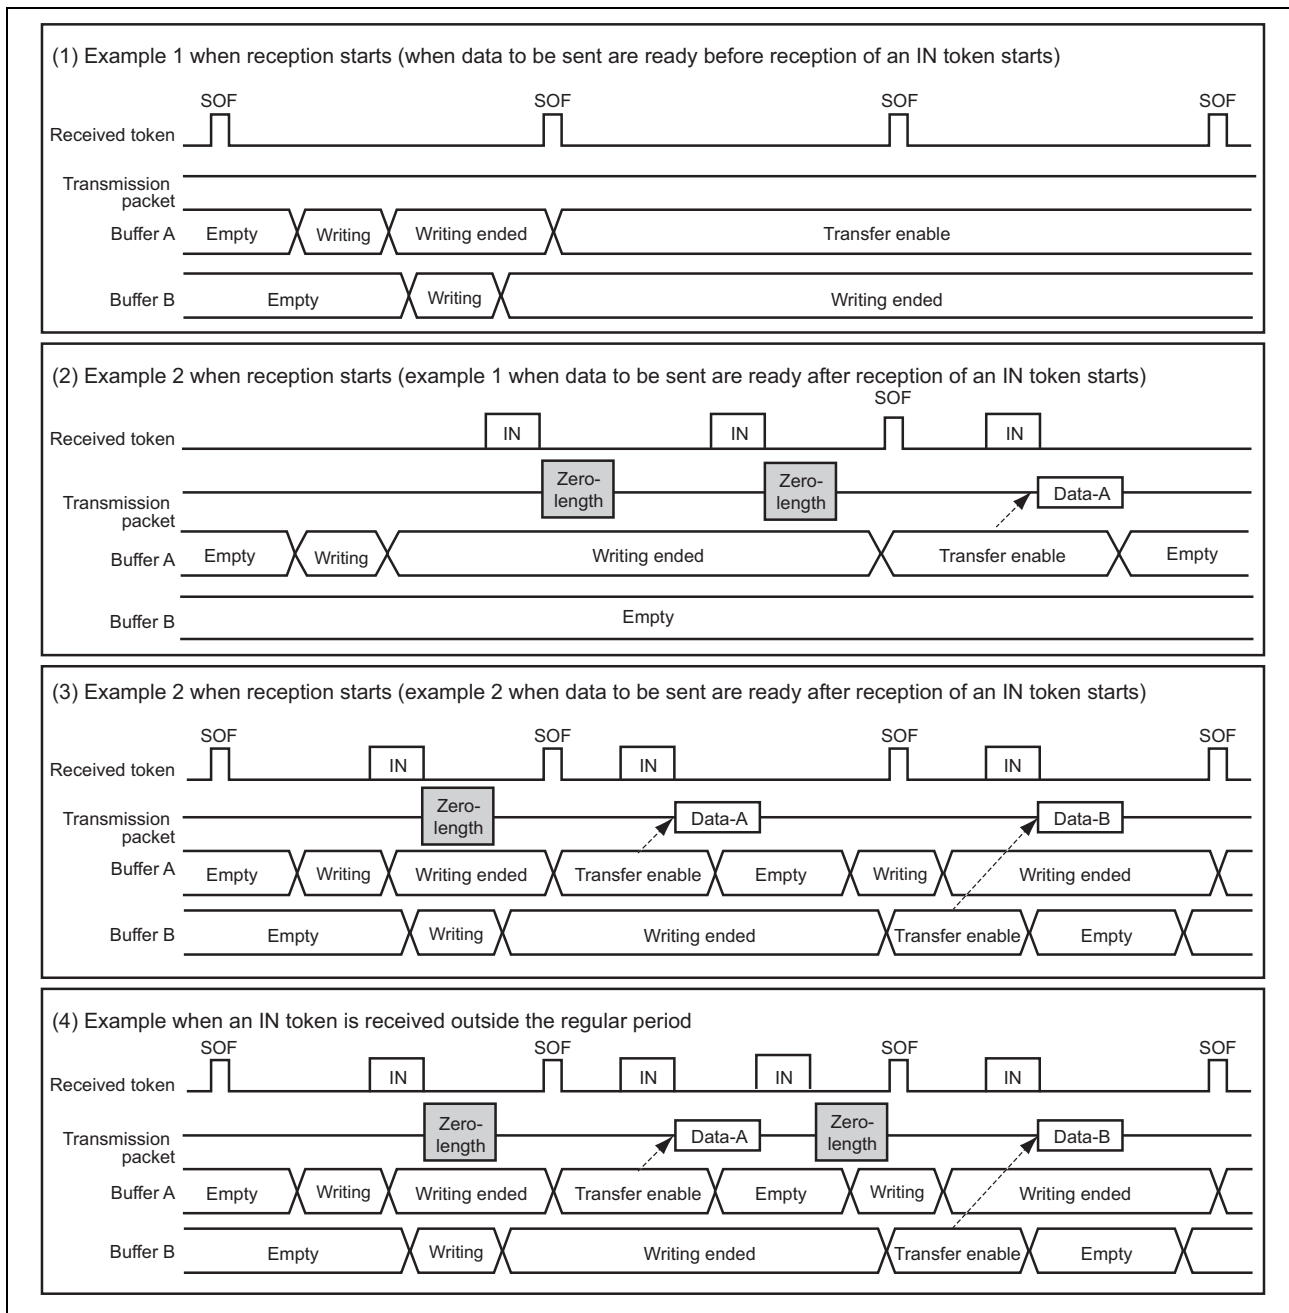 (1) Example 1 when reception starts (when data to be sent are ready before reception of an IN token starts)
SOF SOF SOF SOF
Received token
Transmission
packet
Buffer A Empty Writing Writing ended Transfer enable
Buffer B Empty Writing Writing ended
(2) Example 2 when reception starts (example 1 when data to be sent are ready after reception of an IN token starts)
SOF
Received token IN IN IN
Zero-
length
Zero-
length
Data-A
Transmission
packet
Buffer A Empty Writing Writing ended Transfer enable Empty
Buffer B Empty
(3) Example 2 when reception starts (example 2 when data to be sent are ready after reception of an IN token starts)
SOF SOF SOF SOF
Received token IN IN IN
Zero-
length
Data-A Data-B
Transmission
packet
Buffer A Empty Writing Writing ended Transfer enable Empty Writing Writing ended
Buffer B Empty Writing Writing ended Transfer enable Empty
(4) Example when an IN token is received outside the regular period
SOF SOF SOF SOF
Received token IN IN IN IN
Zero-
length
Data-A
Zero-
length
Data-B
Transmission
packet
Buffer A Empty Writing Writing ended Transfer enable Empty Writing Writing ended
Buffer B Empty Writing Writing ended Transfer enable Empty